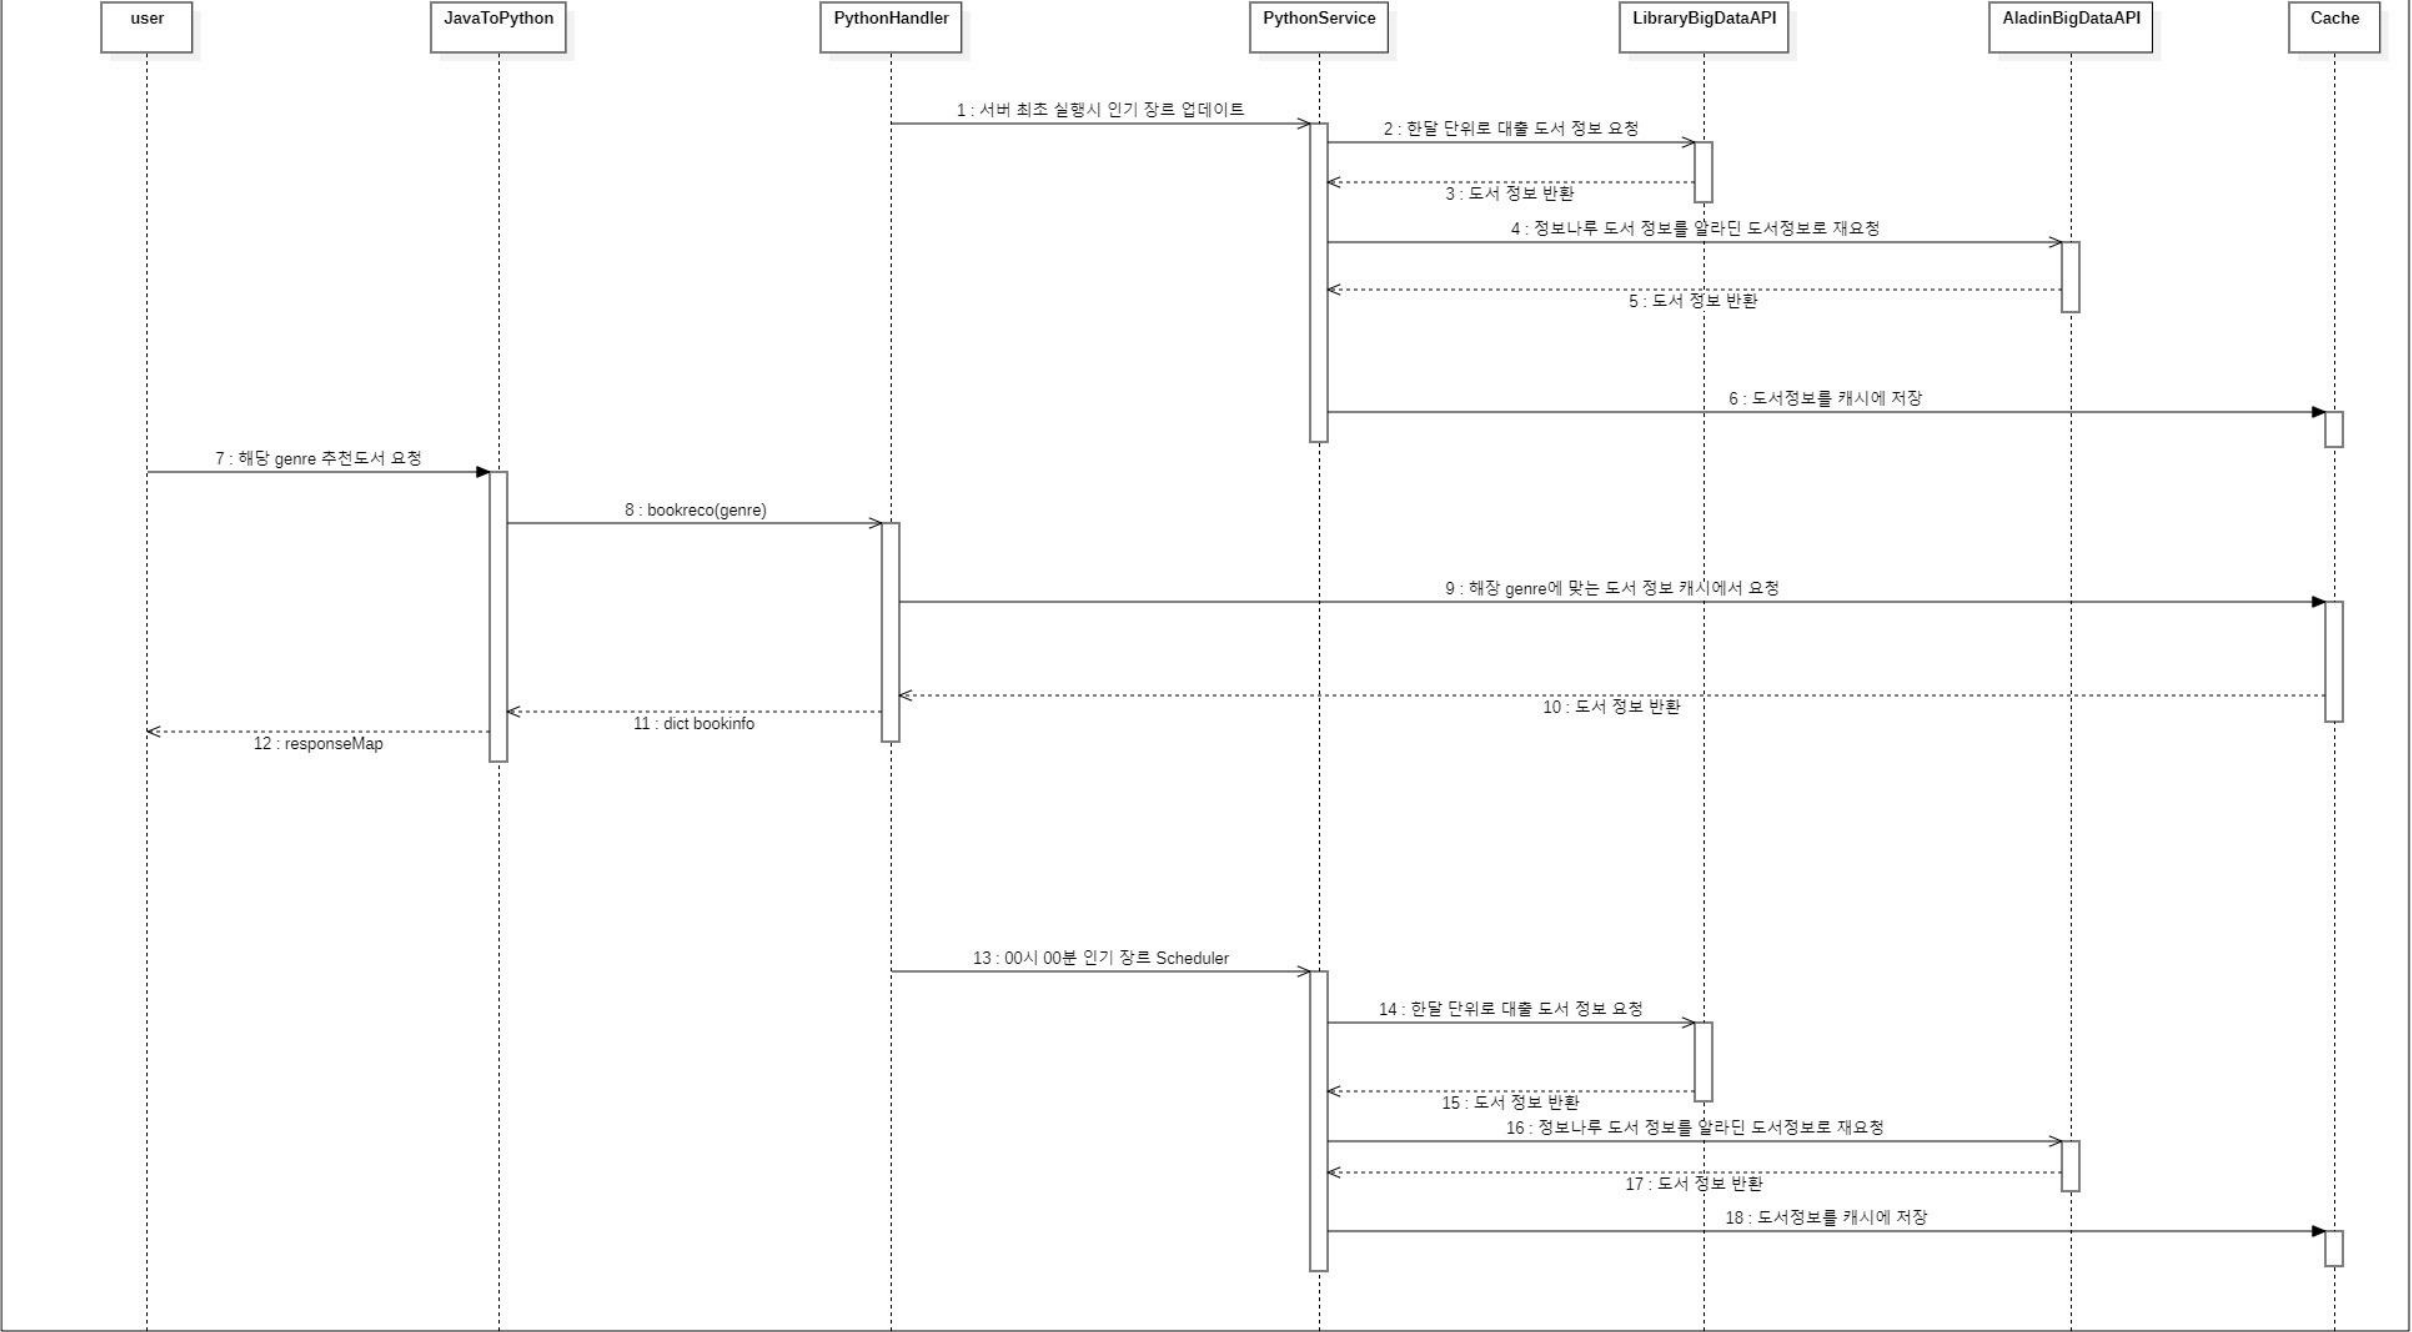 user
JavaToPython
PythonHandler
PythonService
LibraryBigDataAPI
AladinBigDataAPI
Cache
1 : 서버 최초 실행시 인기 장르 업데이트
2 : 한달 단위로 대출 도서 정보 요청
3 : 도서 정보 반환
4 : 정보나루 도서 정보를 알라딘 도서정보로 재요청
5 : 도서 정보 반환
6 : 도서정보를 캐시에 저장
7 : 해당 genre 추천도서 요청
8 : bookreco(genre)
9 : 해장 genre에 맞는 도서 정보 캐시에서 요청
10 : 도서 정보 반환
11 : dict bookinfo
12 : responseMap
13 : 00시 00분 인기 장르 Scheduler
14 : 한달 단위로 대출 도서 정보 요청
15 : 도서 정보 반환
16 : 정보나루 도서 정보를 알라딘 도서정보로 재요청
17 : 도서 정보 반환
18 : 도서정보를 캐시에 저장